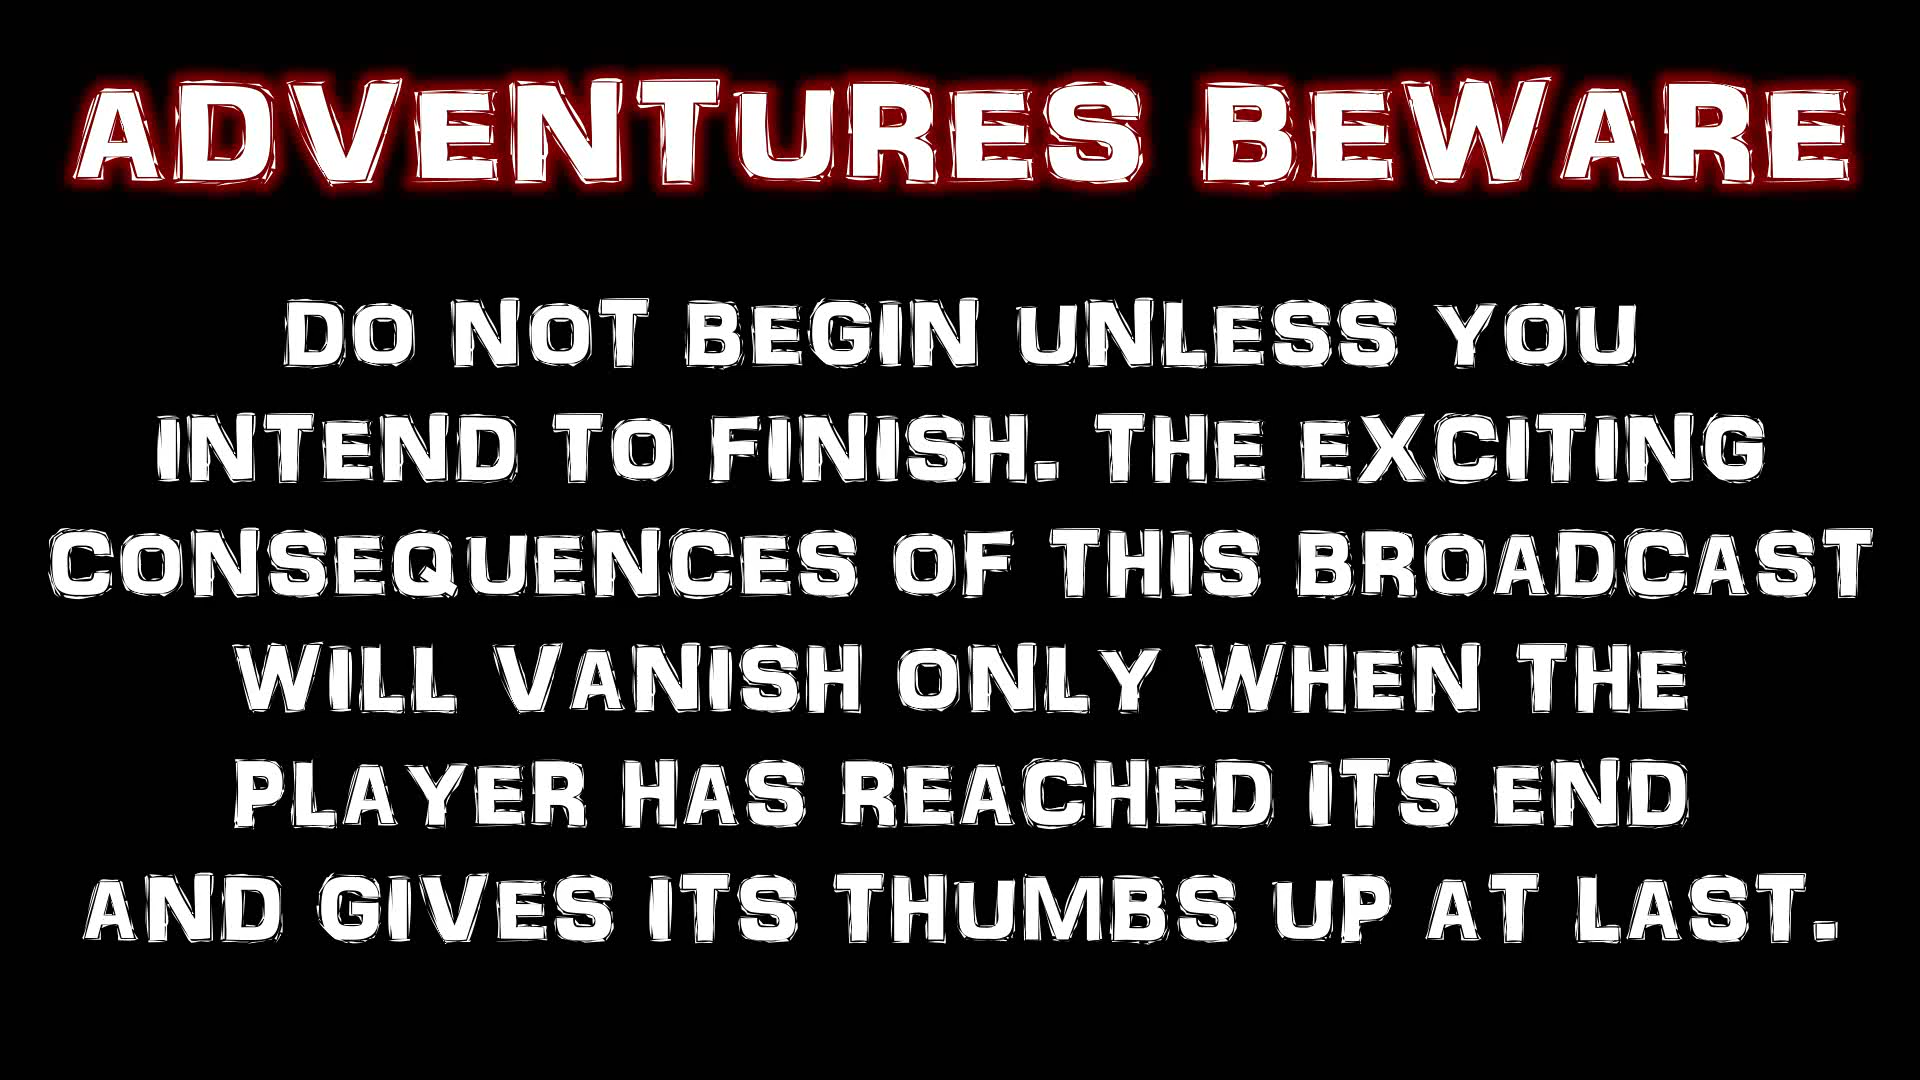 ADVENTURES BEWARE
DO NOT BEGIN UNLESS YOU
INTEND TO FINISH. THE EXCITING
CONSEQUENCES OF THIS BROADCAST
WILL VANISH ONLY WHEN THE
PLAYER HAS REACHED ITS END
AND GIVES ITS THUMBS UP AT LAST.